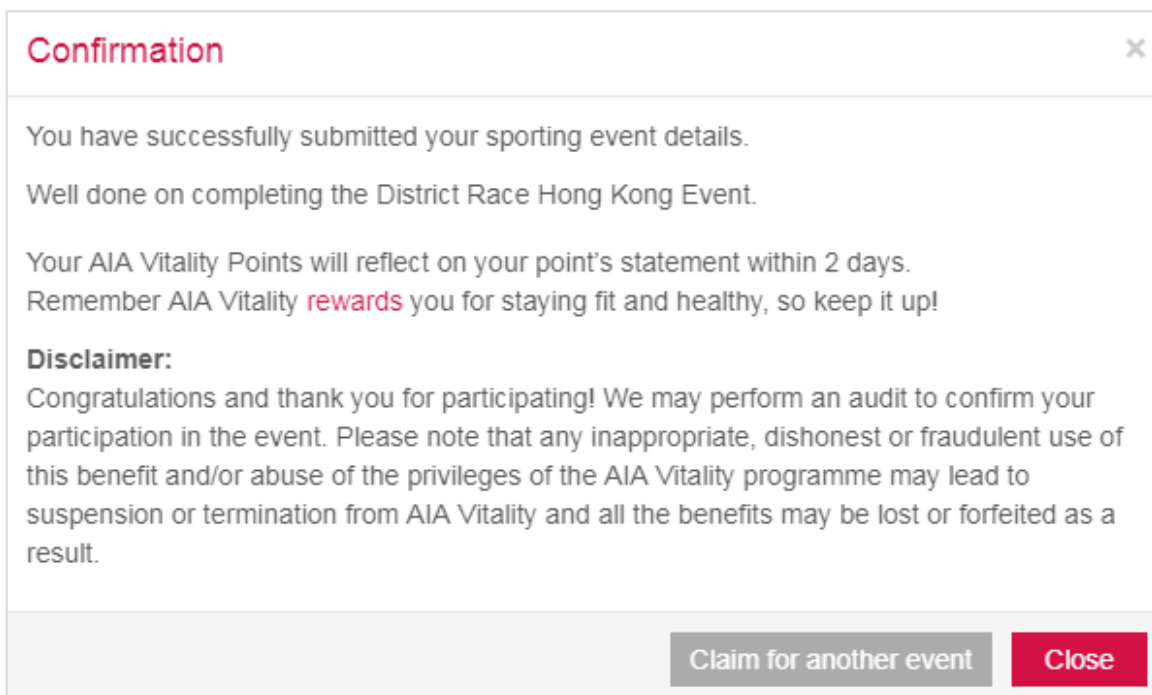 Confirmation
×
You have successfully submitted your sporting event details.
Well done on completing the District Race Hong Kong Event.
Your AIA Vitality Points will reflect on your point's statement within 2 days.
Remember AIA Vitality rewards you for staying fit and healthy, so keep it up!
Disclaimer:
Congratulations and thank you for participating! We may perform an audit to confirm your
participation in the event. Please note that any inappropriate, dishonest or fraudulent use of
this benefit and/or abuse of the privileges of the AIA Vitality programme may lead to
suspension or termination from AIA Vitality and all the benefits may be lost or forfeited as a
result.
Claim for another event
Close